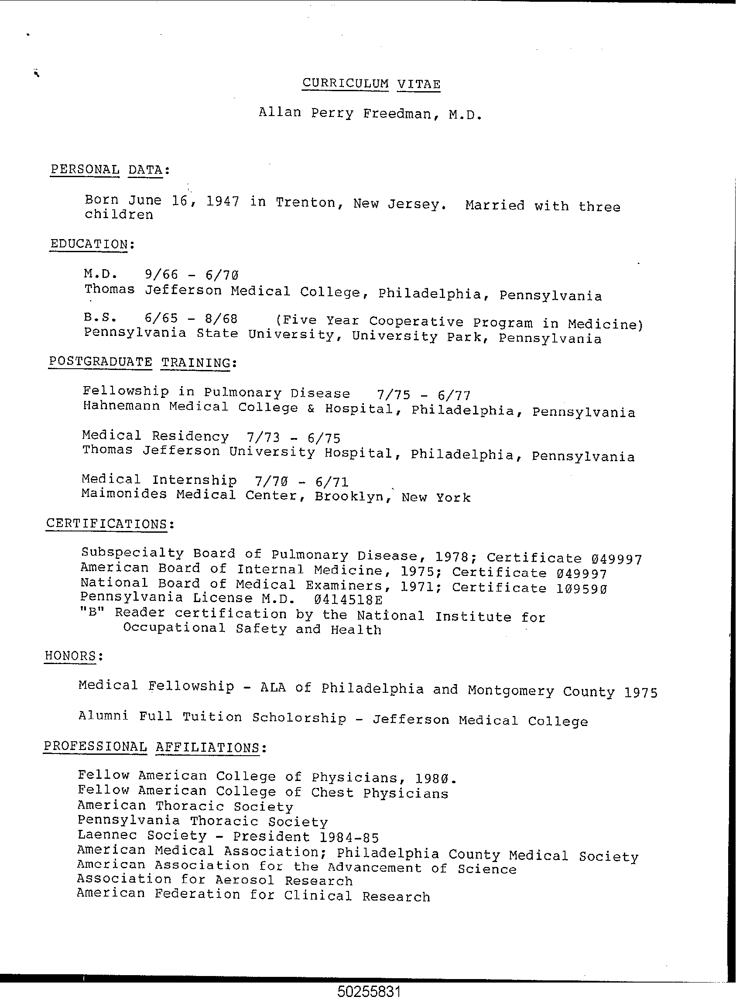 CURRICULUM VITAE
Allan Perry Freedman, M.D.
PERSONAL DATA:
Born June 16, 1947 in Trenton, New Jersey. Married with three
children
EDUCATION:
M.D. 9/66 - 6/70
Thomas Jefferson Medical College, Philadelphia, Pennsylvania
B.S. 6/65 - 8/68 (Five Year Cooperative Program in Medicine)
Pennsylvania State University, University Park, Pennsylvania
POSTGRADUATE TRAINING:
Fellowship in Pulmonary Disease 7/75 - 6/77
Hahnemann Medical College & Hospital, Philadelphia, Pennsylvania
Medical Residency 7/73 - 6/75
Thomas Jefferson University Hospital, Philadelphia, Pennsylvania
Medical Internship 7/70 - 6/71
Maimonides Medical Center, Brooklyn, New York
CERTIFICATIONS:
Subspecialty Board of Pulmonary Disease, 1978; Certificate 049997
American Board of Internal Medicine, 1975; Certificate 049997
National Board of Medical Examiners, 1971; Certificate 109590
Pennsylvania License M.D. 0414518E
"B" Reader certification by the National Institute for
Occupational Safety and Health
HONORS:
Medical Fellowship - ALA of Philadelphia and Montgomery County 1975
Alumni Full Tuition Scholorship - Jefferson Medical College
PROFESSIONAL AFFILIATIONS:
Fellow American College of Physicians, 1980.
Fellow American College of Chest Physicians
American Thoracic Society
Pennsylvania Thoracic Society
Laennec Society - President 1984-85
American Medical Association; Philadelphia County Medical Society
American Association for the Advancement of Science
Association for Aerosol Research
American Federation for Clinical Research
50255831